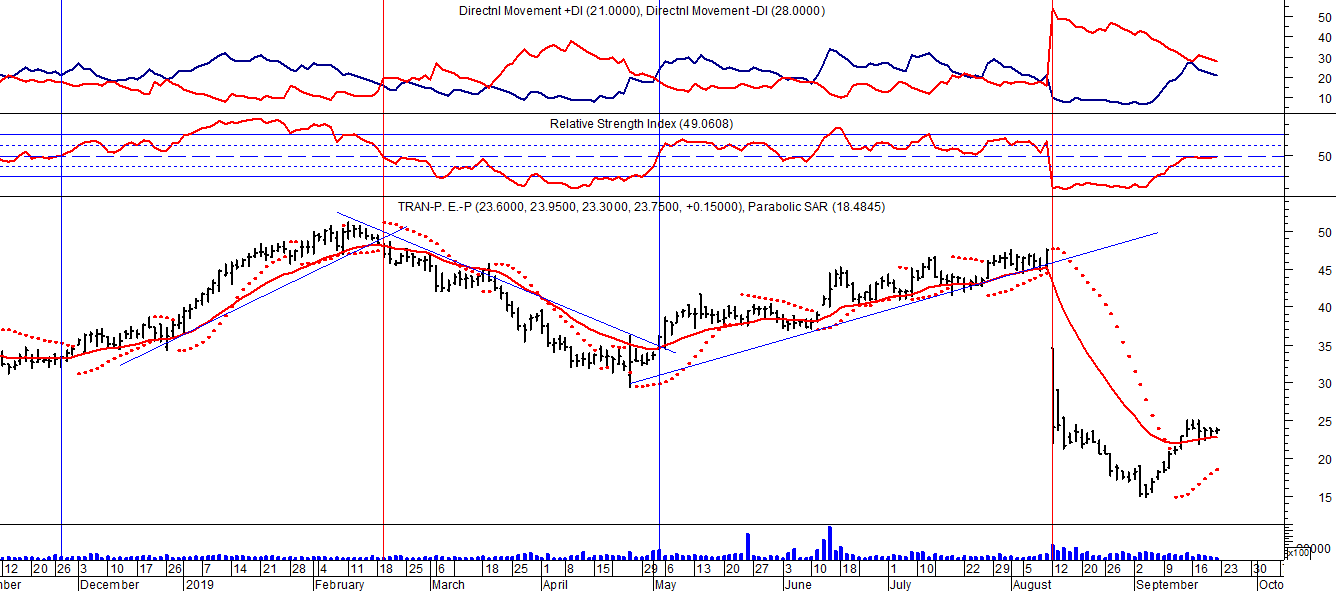 Directnl Movement +DI (21.0000), Directnl Movement -DI (28.0000)
50
40
30
20
10
Relative Strength Index (49.0608)
50
TRAN-P. E.-P (23.6000, 23.9500, 23.3000, 23.7500, +0.15000), Parabolic SAR (18.4845)
50
45
40
35
30
25
20
15
20000
x100
12 20 26 3 10 17 26 7 14 21 28 4 11 18 25 6 18 25 1 8 15 29 6 13 20 27 3 10 18 1 10 22 29 5 12 20 26 2 9 16 23 30
ber December 2019 February March April May June July August September Octo